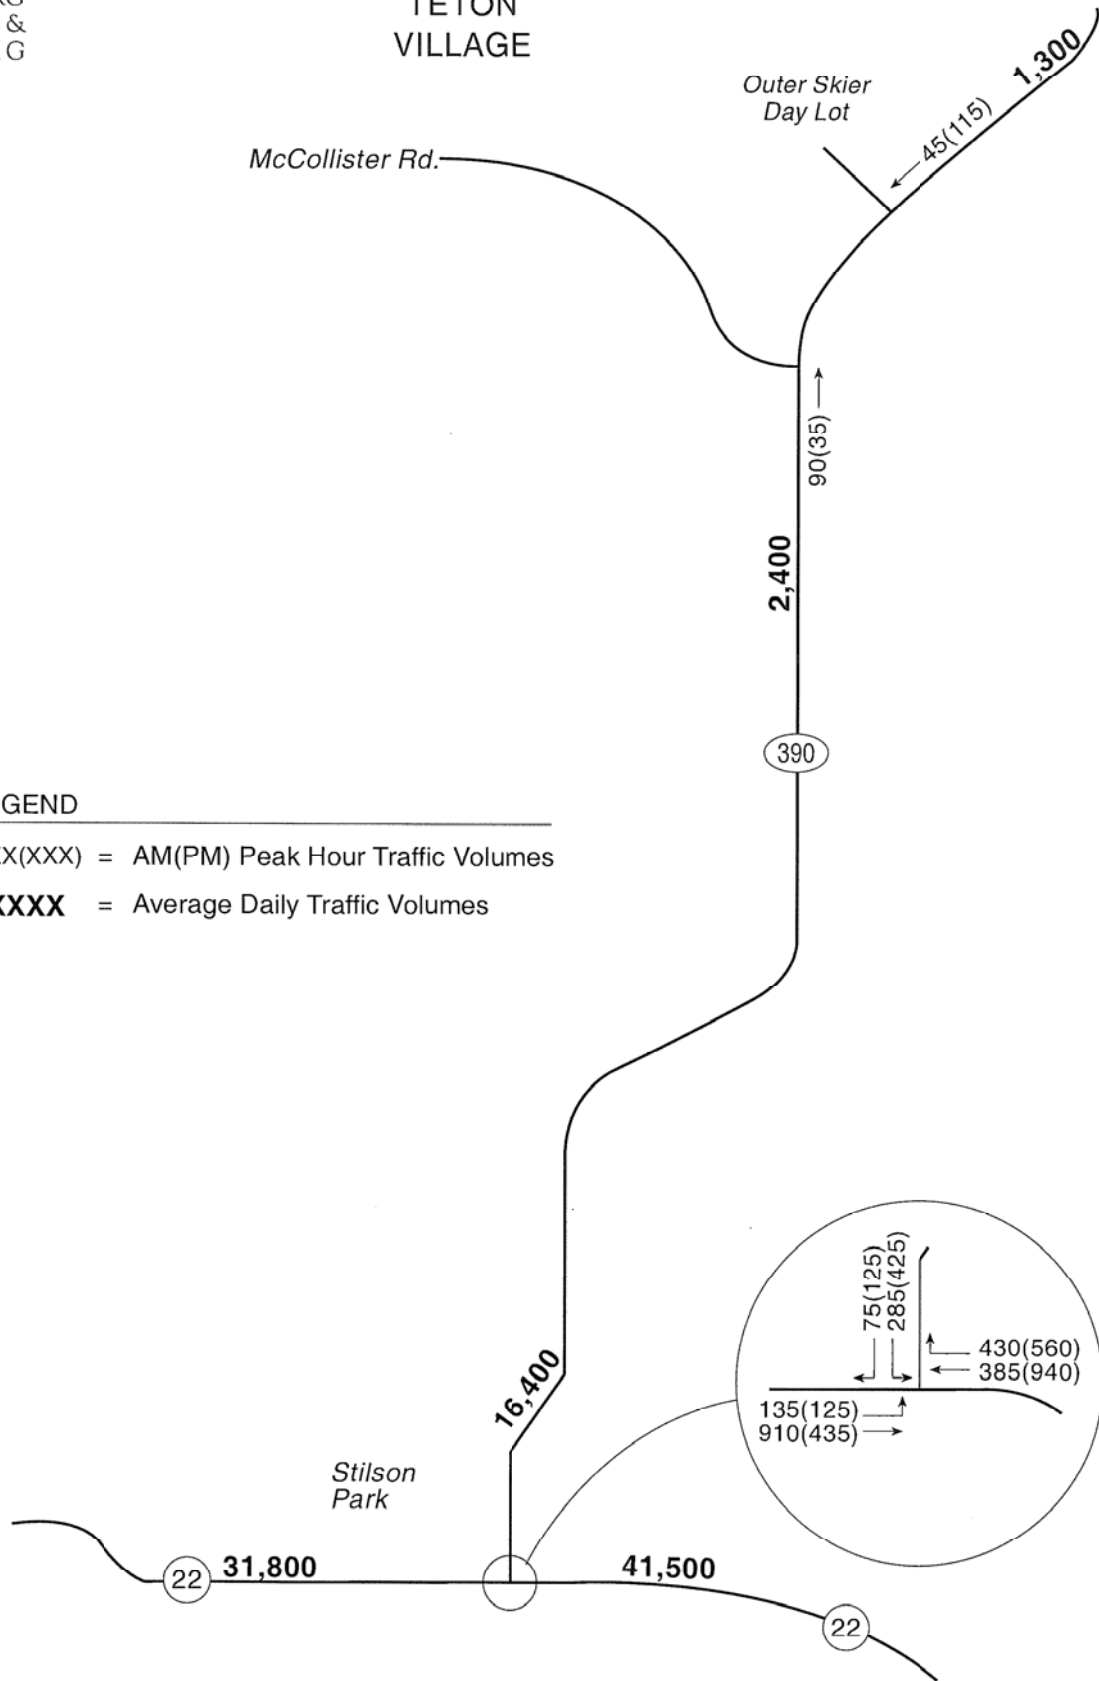 &
G
TETON
VILLAGE
1,300
Outer Skier
Day Lot
45(115)
McCollister Rd.
90(35)
2,400
390
GEND
X(XXX) = AM(PM) Peak Hour Traffic Volumes
XXXX = Average Daily Traffic Volumes
75(125)
285(425)
430(560)
385(940)
135(125)
910(435)
16,400
Stilson
Park
22
31,800
41,500
22